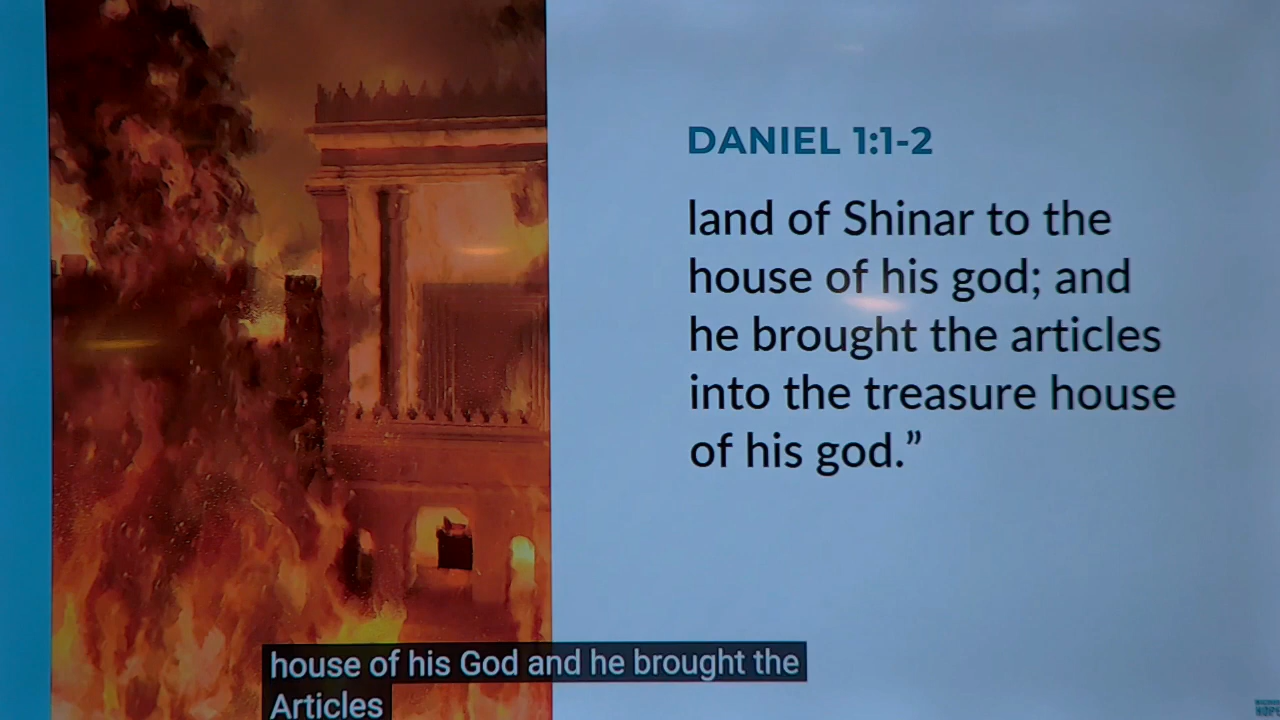 DANIEL 1:1-2
land of Shinar to the
house of his god; and
he brought the articles
into the treasure house
of his god.”
house of his God and he brought the
Articles